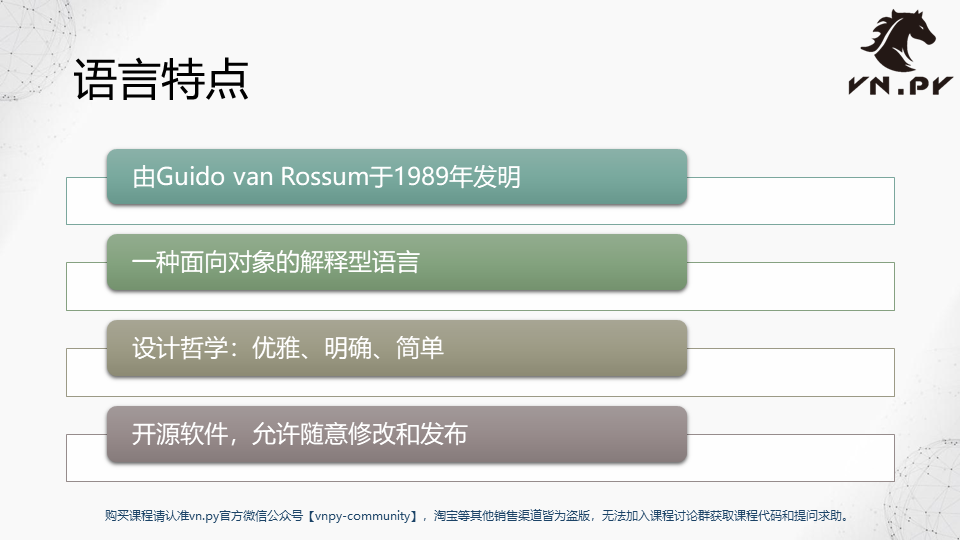 语言特点
VN.PY
由Guido van Rossum于1989年发明
一种面向对象的解释型语言
设计哲学：优雅、明确、简单
开源软件，允许随意修改和发布
购买课程请认准vn.py官方微信公众号【vnpy-community】，淘宝等其他销售渠道皆为盗版，无法加入课程讨论群获取课程代码和提问求助。